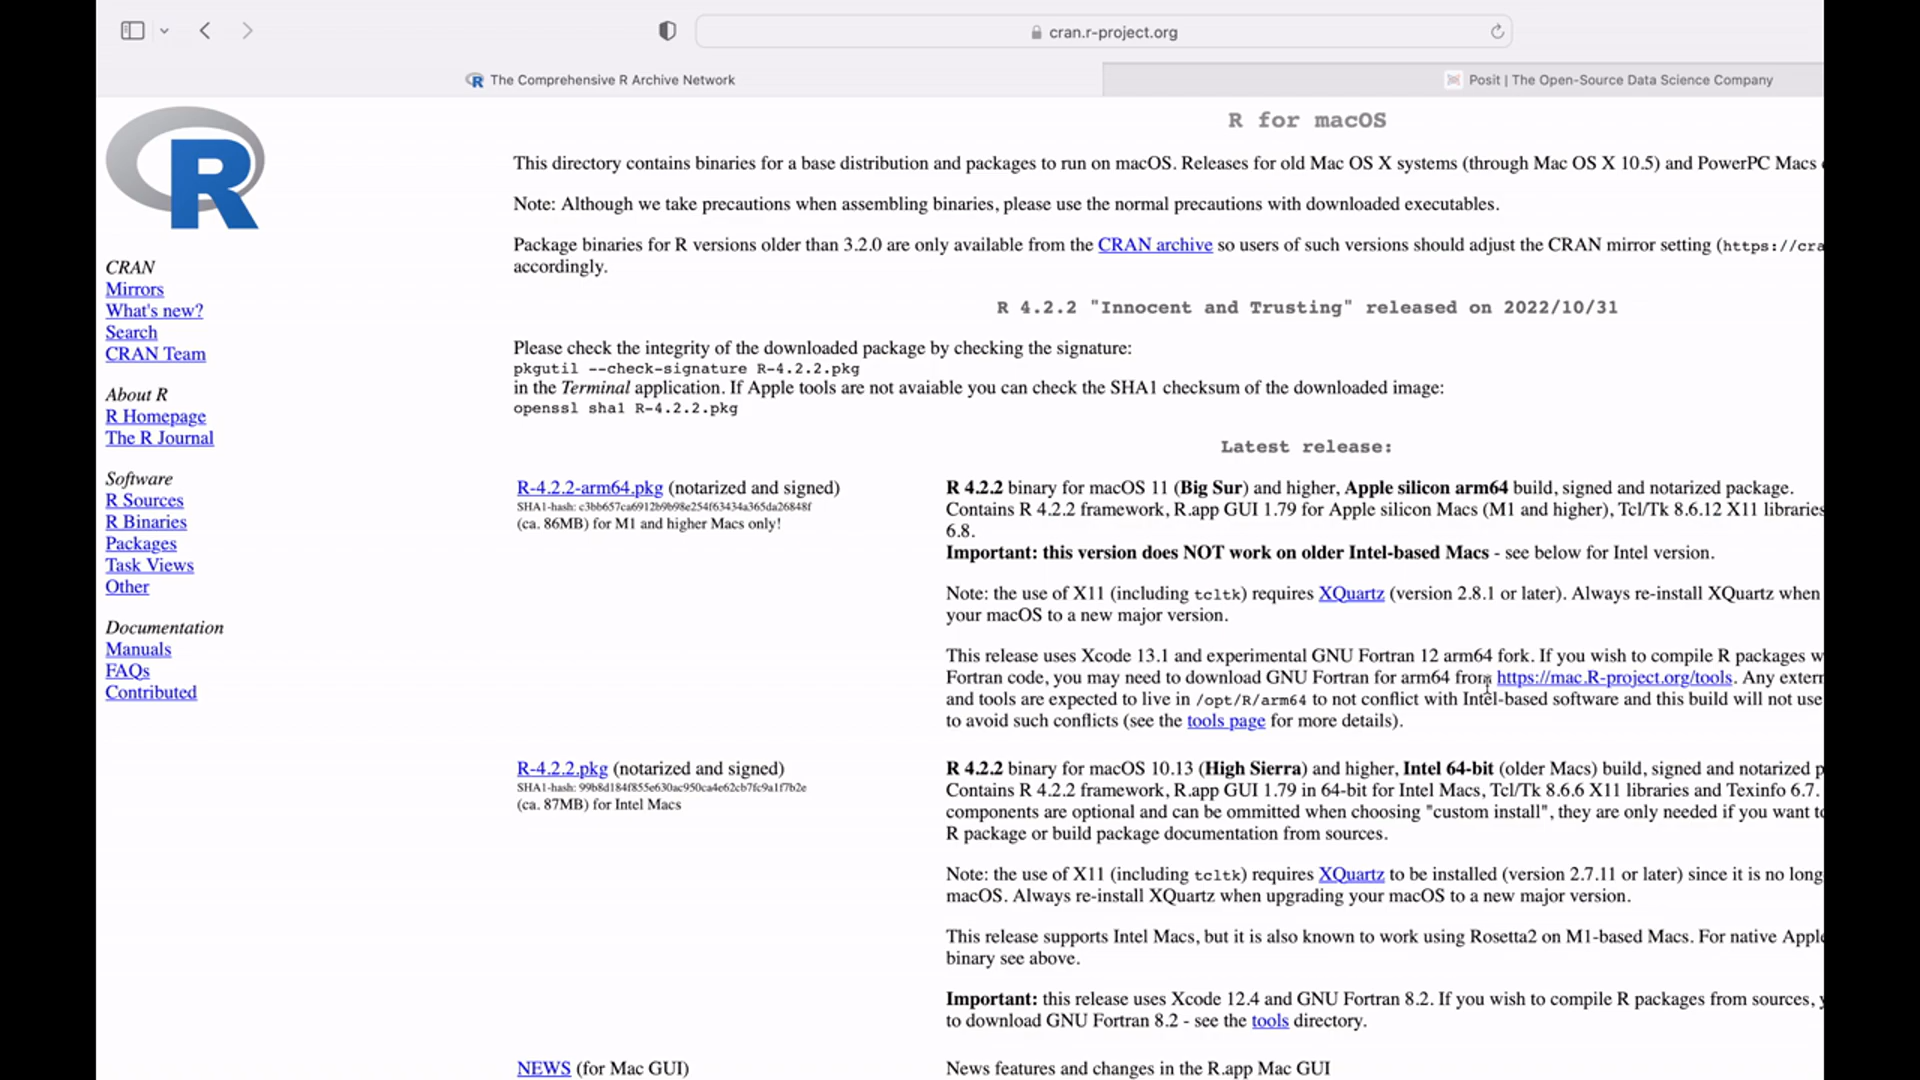 cran.r-project.org
The Comprehensive R Archive Network
Posit | The Open-Source Data Science Company
R
CRAN
Mirrors
What's new?
Search
CRAN Team
About R
R Homepage
The R Journal
Software
R Sources
R Binaries
Packages
Task Views
Other
Documentation
Manuals
FAQs
Contributed
R for macOS
This directory contains binaries for a base distribution and packages to run on macOS. Releases for old Mac OS X systems (through Mac OS X 10.5) and PowerPC Macs
Note: Although we take precautions when assembling binaries, please use the normal precautions with downloaded executables.
Package binaries for R versions older than 3.2.0 are only available from the CRAN archive so users of such versions should adjust the CRAN mirror setting (https://cra
accordingly.
R 4.2.2 "Innocent and Trusting" released on 2022/10/31
Please check the integrity of the downloaded package by checking the signature:
pkgutil --check-signature R-4.2.2.pkg
in the Terminal application. If Apple tools are not avaiable you can check the SHA1 checksum of the downloaded image:
openssl sha1 R-4.2.2.pkg
Latest release:
R-4.2.2-arm64.pkg (notarized and signed)
SHA1-hash: c3bb657ca6912b9b98e254f63434a365da26848f
(ca. 86MB) for M1 and higher Macs only!
R 4.2.2 binary for macOS 11 (Big Sur) and higher, Apple silicon arm64 build, signed and notarized package.
Contains R 4.2.2 framework, R.app GUI 1.79 for Apple silicon Macs (M1 and higher), Tcl/Tk 8.6.12 X11 libraries
6.8.
Important: this version does NOT work on older Intel-based Macs - see below for Intel version.
Note: the use of X11 (including tcltk) requires XQuartz (version 2.8.1 or later). Always re-install XQuartz when
your macOS to a new major version.
This release uses Xcode 13.1 and experimental GNU Fortran 12 arm64 fork. If you wish to compile R packages w
Fortran code, you may need to download GNU Fortran for arm64 from https://mac.R-project.org/tools. Any extern
and tools are expected to live in /opt/R/arm64 to not conflict with Intel-based software and this build will not use
to avoid such conflicts (see the tools page for more details).
R-4.2.2.pkg (notarized and signed)
SHA1-hash: 99b8d184f855e630ac950ca4e62cb7fc9a1f7b2e
(ca. 87MB) for Intel Macs
R 4.2.2 binary for macOS 10.13 (High Sierra) and higher, Intel 64-bit (older Macs) build, signed and notarized p
Contains R 4.2.2 framework, R.app GUI 1.79 in 64-bit for Intel Macs, Tcl/Tk 8.6.6 X11 libraries and Texinfo 6.7.
components are optional and can be ommitted when choosing "custom install", they are only needed if you want to
R package or build package documentation from sources.
Note: the use of X11 (including tcltk) requires XQuartz to be installed (version 2.7.11 or later) since it is no long
macOS. Always re-install XQuartz when upgrading your macOS to a new major version.
This release supports Intel Macs, but it is also known to work using Rosetta2 on M1-based Macs. For native Apple
binary see above.
Important: this release uses Xcode 12.4 and GNU Fortran 8.2. If you wish to compile R packages from sources, y
to download GNU Fortran 8.2 - see the tools directory.
NEWS (for Mac GUI)
News features and changes in the R.app Mac GUI